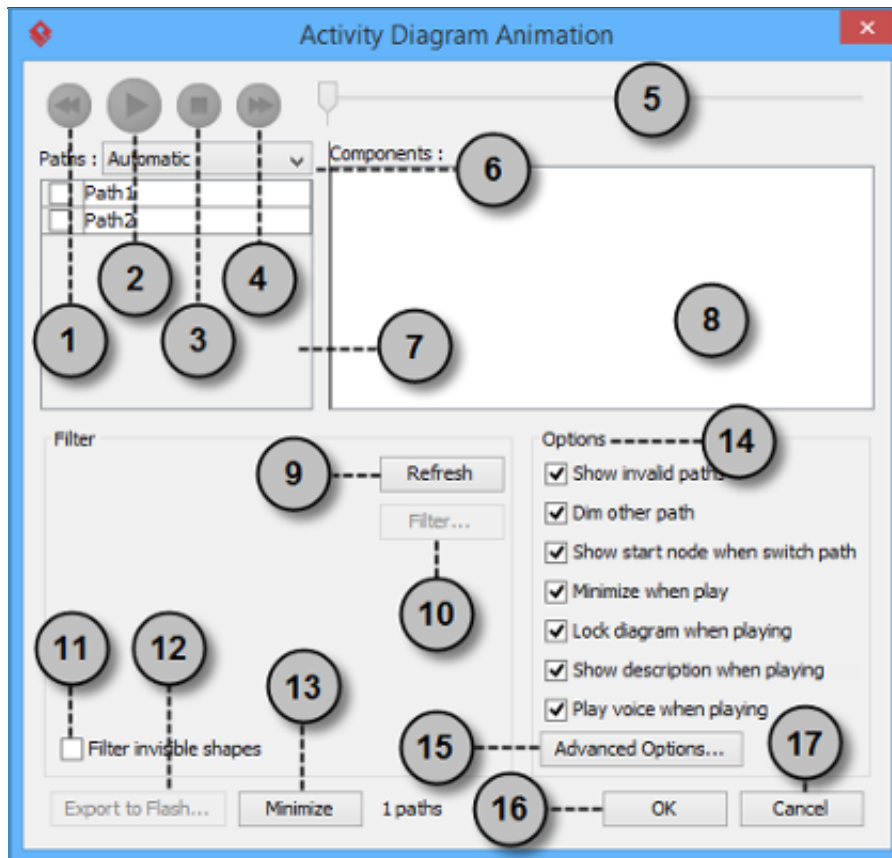 Activity Diagram Animation
5
Paths : Automatic
Components :
6
Path1
Path2
2
4
1
3
7
8
Filter
Options
14
9
Refresh
Show invalid paths
Filter...
Dim other path
Show start node when switch path
10
Minimize when play
11
12
Lock diagram when playing
13
Show description when playing
Play voice when playing
15
17
Filter invisible shapes
Advanced Options...
Export to Flash...
Minimize
1 paths
16
OK
Cancel